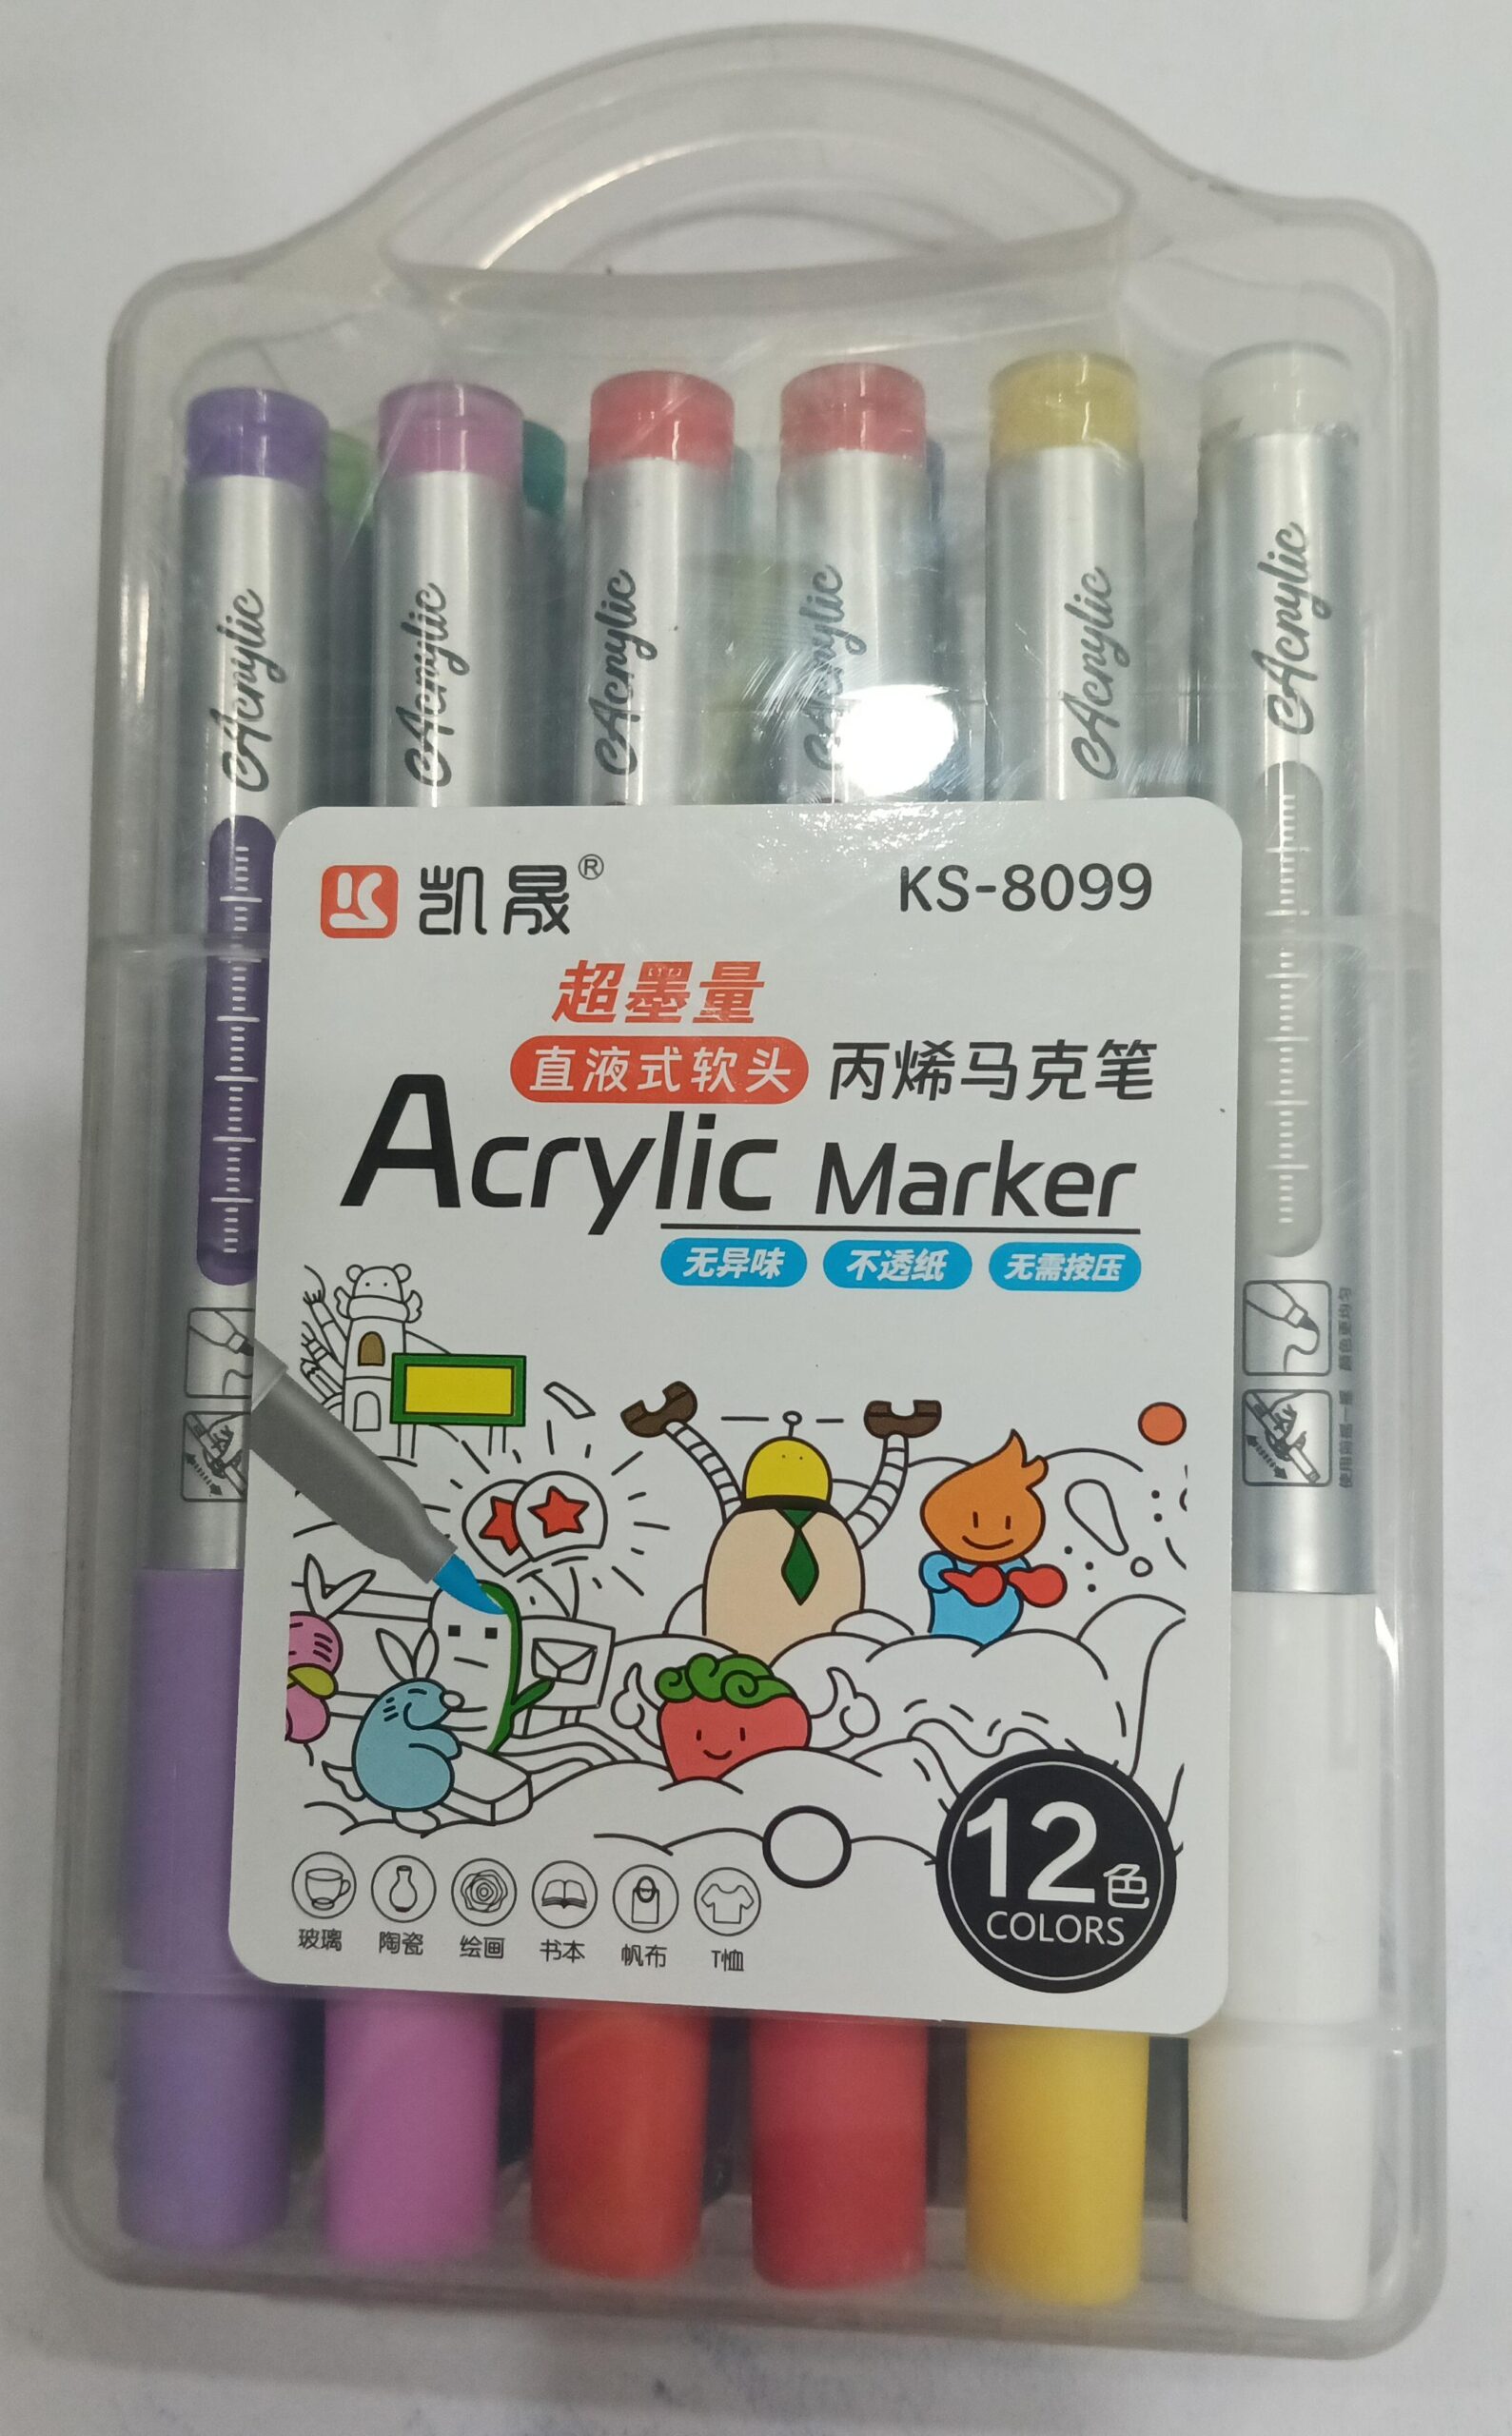 Acrylic
Acrylic
Acrylic
Acrylic
Acrylic
Acrylic
凯晟®
KS-8099
超墨量
直液式软头 丙烯马克笔
Acrylic Marker
无异味 不透纸 无需按压
12色
COLORS
玻璃 陶瓷 绘画 书本 帆布 T恤